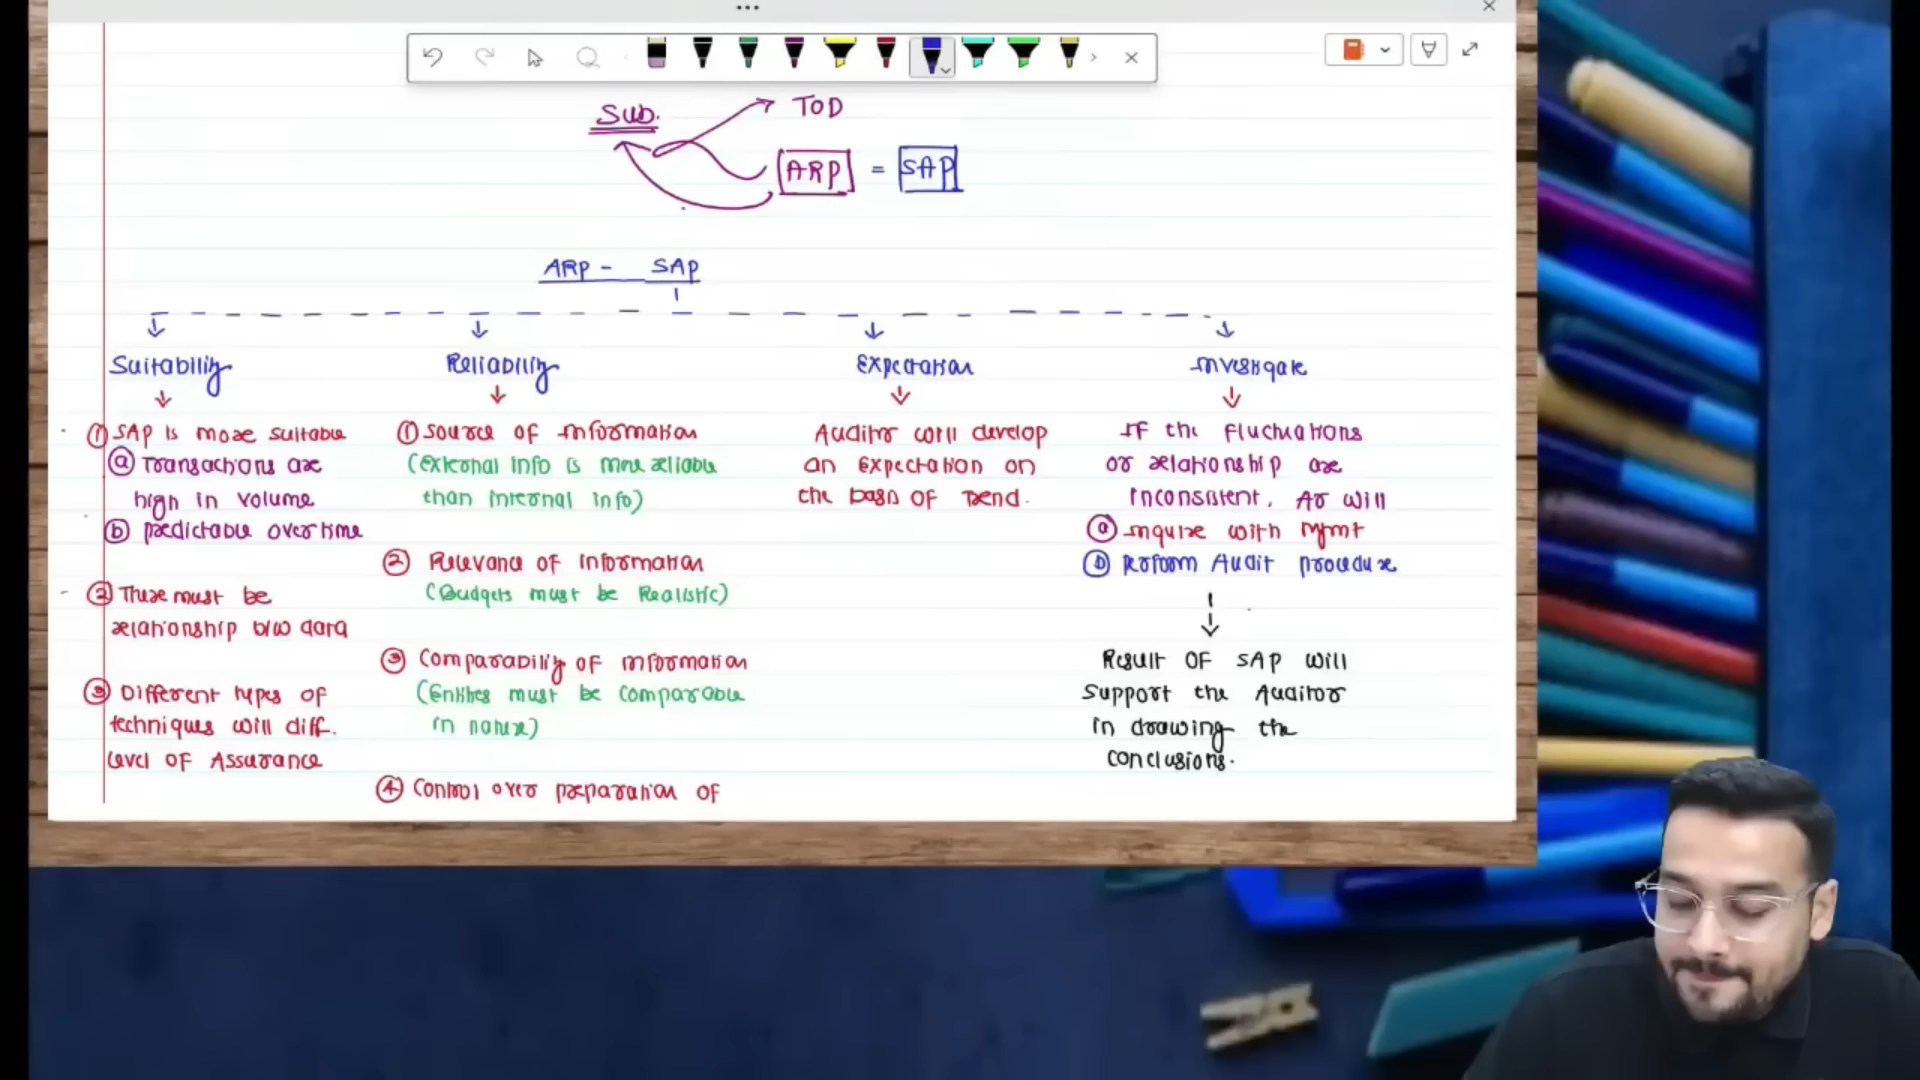 Sub.
TOD
ARP = SAP
ARP - SAP
Suitability
① SAP is more suitable
ⓐ Transactions are
high in volume
ⓑ predictable over time
② There must be
relationship b/w data
③ Different types of
techniques will diff.
level of Assurance
Reliability
① Source of information
(External info is more reliable
than internal info)
② Relevance of information
(Budgets must be Realistic)
③ Comparability of information
(Entities must be comparable
in nature)
④ Control over preparation of
Expectation
Auditor will develop
an expectation on
the basis of Trend.
Investigate
If the fluctuations
or relationship are
inconsistent, Ar will
ⓐ inquire with Mgmt
ⓑ perform Audit procedure
Result of SAP will
support the Auditor
in drawing the
conclusions.